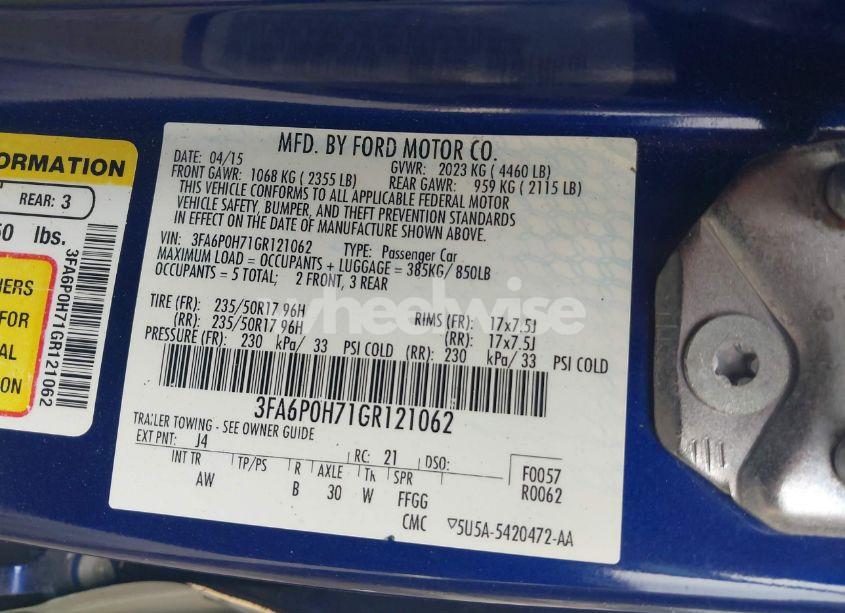 ORMATION
REAR: 3
lbs.
HERS
FOR
AL
ION
3FA6P0H71GR121062
MFD. BY FORD MOTOR CO.
DATE: 04/15 GVWR: 2023 KG ( 4460 LB)
FRONT GAWR: 1068 KG ( 2355 LB) REAR GAWR: 959 KG ( 2115 LB)
THIS VEHICLE CONFORMS TO ALL APPLICABLE FEDERAL MOTOR
VEHICLE SAFETY, BUMPER, AND THEFT PREVENTION STANDARDS
IN EFFECT ON THE DATE OF MANUFACTURE SHOWN ABOVE.
VIN: 3FA6P0H71GR121062 TYPE: Passenger Car
MAXIMUM LOAD = OCCUPANTS + LUGGAGE = 385KG/ 850LB
OCCUPANTS : 5 TOTAL; 2 FRONT, 3 REAR
TIRE (FR): 235/50R17 96H RIMS (FR): 17x7.5J
(RR): 235/50R17 96H (RR): 17x7.5J
PRESSURE (FR): 230 kPa/ 33 PSI COLD (RR): 230 kPa/ 33 PSI COLD
wheelwise
3FA6P0H71GR121062
TRAILER TOWING - SEE OWNER GUIDE
EXT PNT: J4 RC: 21 DSO: F0057
INT TR TP/PS R AXLE Th SPR R0062
AW B 30 W FFGG
CMC ▽5U5A-5420472-AA